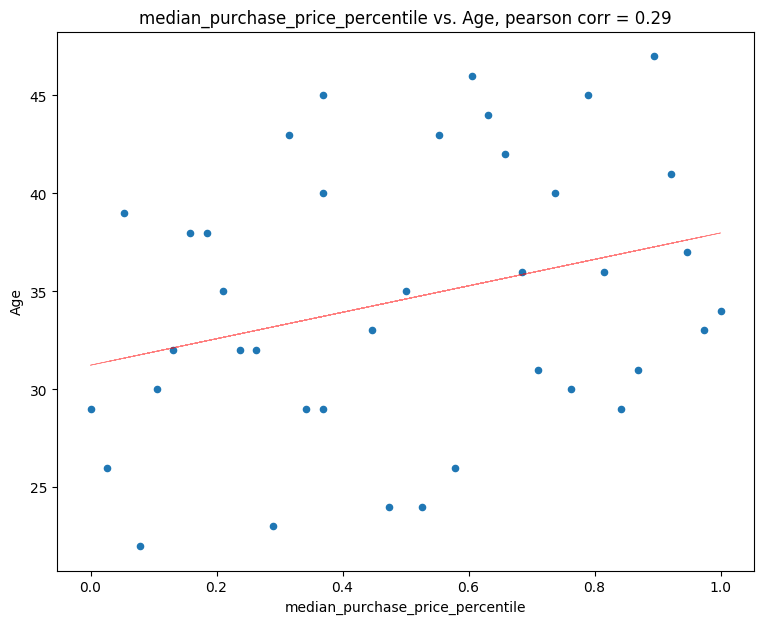 median_purchase_price_percentile vs. Age, pearson corr = 0.29
45
40
35
30
25
Age
0.0 0.2 0.4 0.6 0.8 1.0
median_purchase_price_percentile